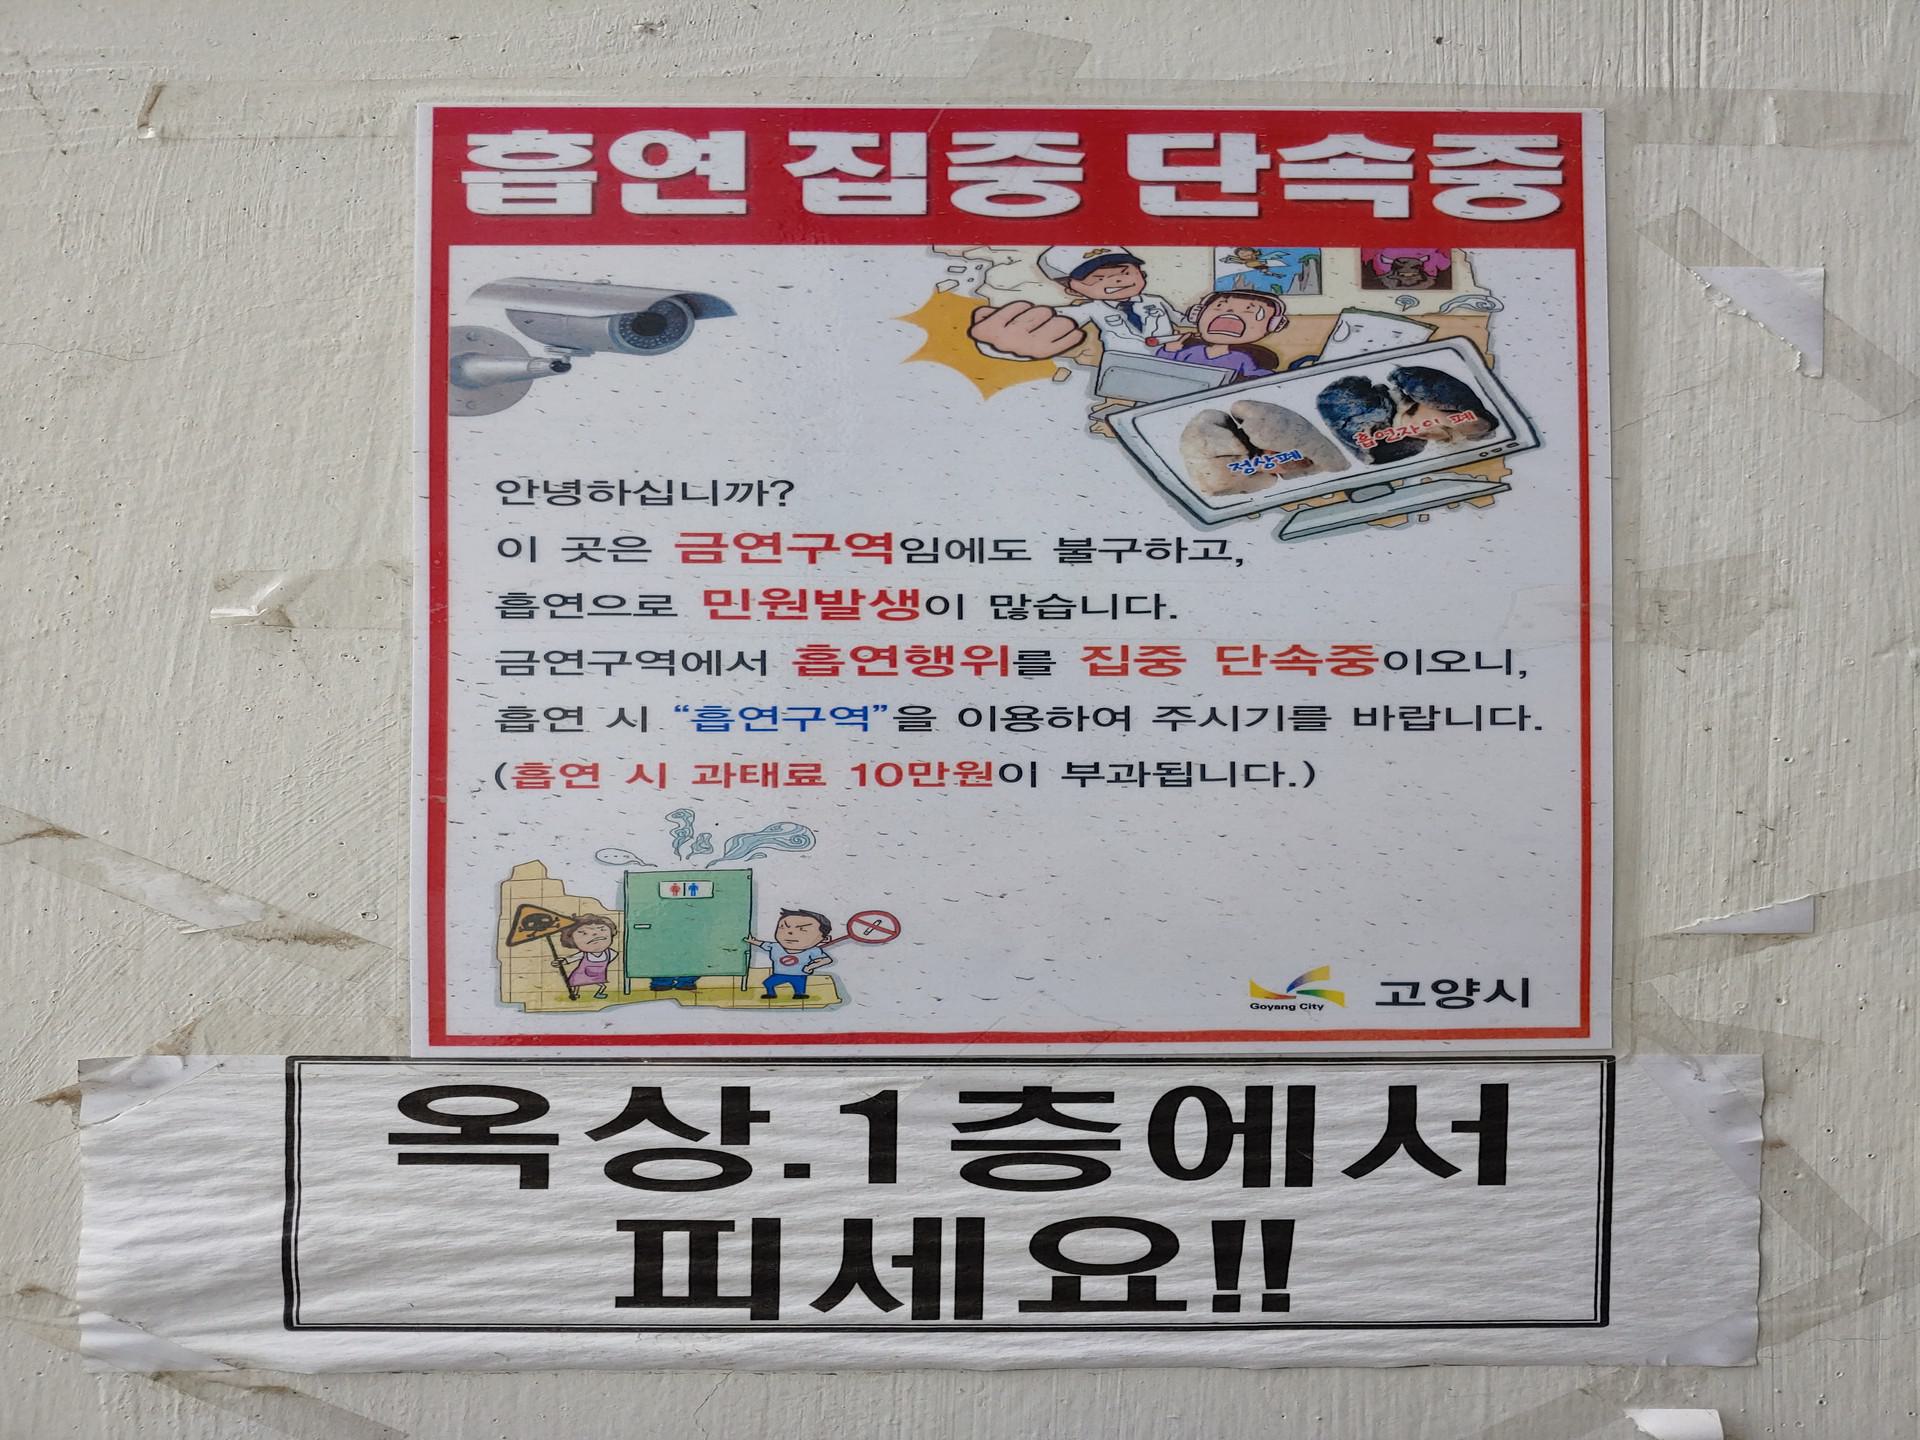 흡연 집중 단속중
정상폐
흡연자의 폐
안녕하십니까?
이 곳은 금연구역임에도 불구하고,
흡연으로 민원발생이 많습니다.
금연구역에서 흡연행위를 집중 단속중이오니,
흡연 시 “흡연구역”을 이용하여 주시기를 바랍니다.
(흡연 시 과태료 10만원이 부과됩니다.)
Goyang City
고양시
옥상.1층에서
피세요!!